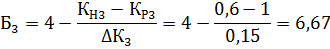 Б_З = 4 − (К_НЗ − К_РЗ)/(ΔК_З) = 4 − (0,6 − 1)/(0,15) = 6,67